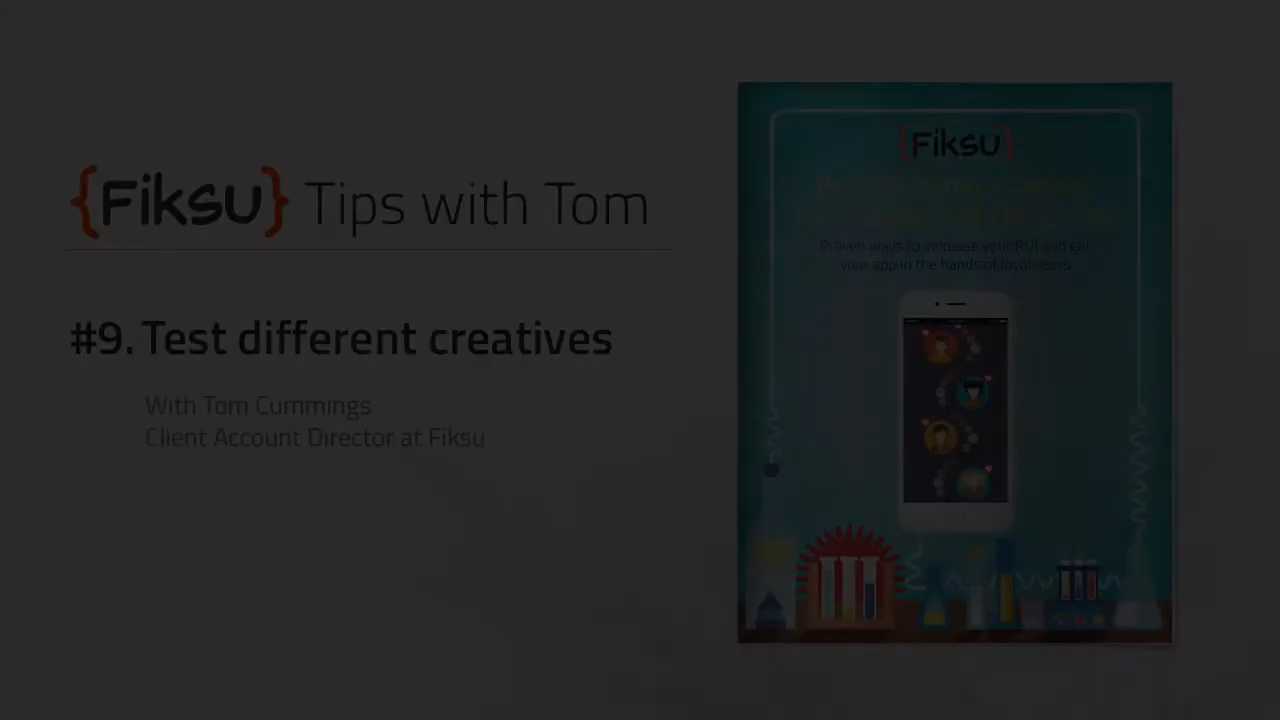 {Fiksu} Tips with Tom
#9. Test different creatives
With Tom Cummings
Client Account Director at Fiksu
{Fiksu}
Proven ways to increase your ROI and get
your app in the hands of loyal users.